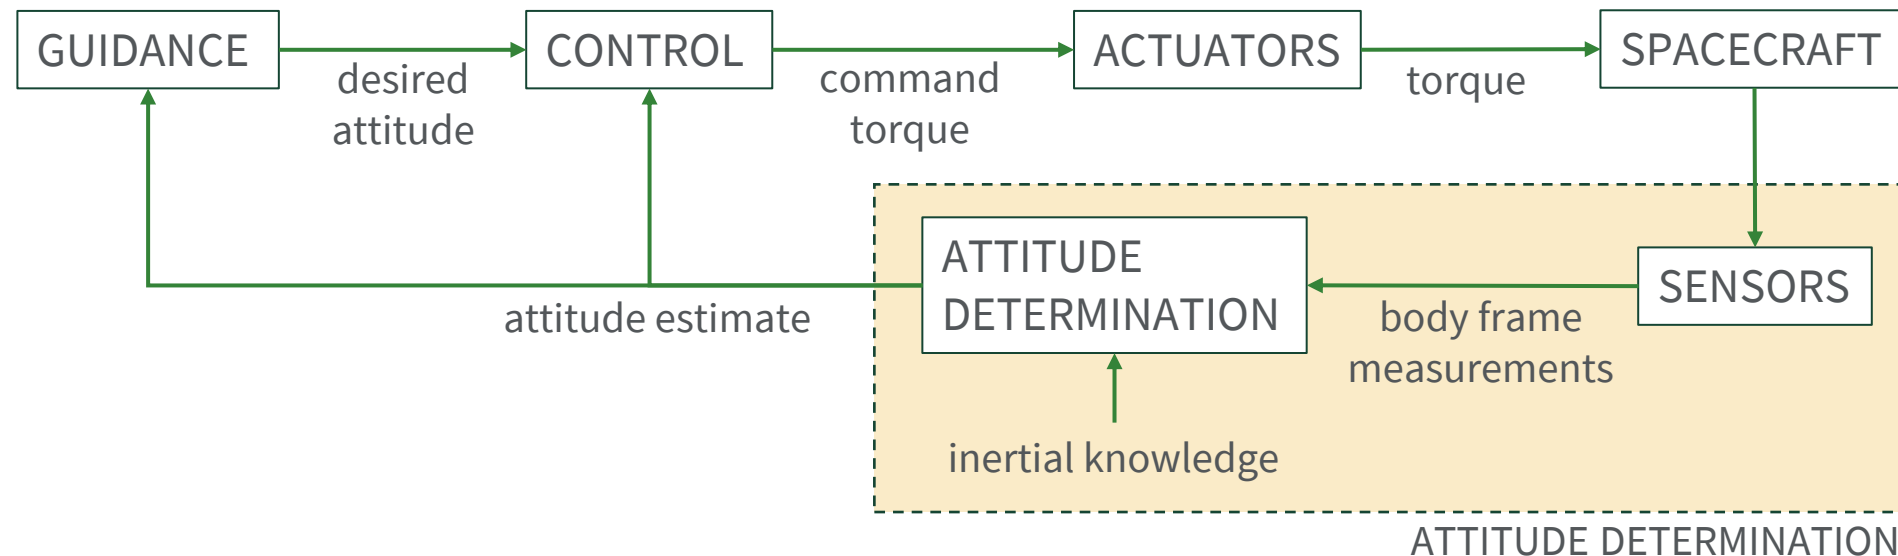 GUIDANCE
desired
attitude
CONTROL
command
torque
ACTUATORS
torque
SPACECRAFT
ATTITUDE
DETERMINATION
attitude estimate
body frame
measurements
SENSORS
inertial knowledge
ATTITUDE DETERMINATION